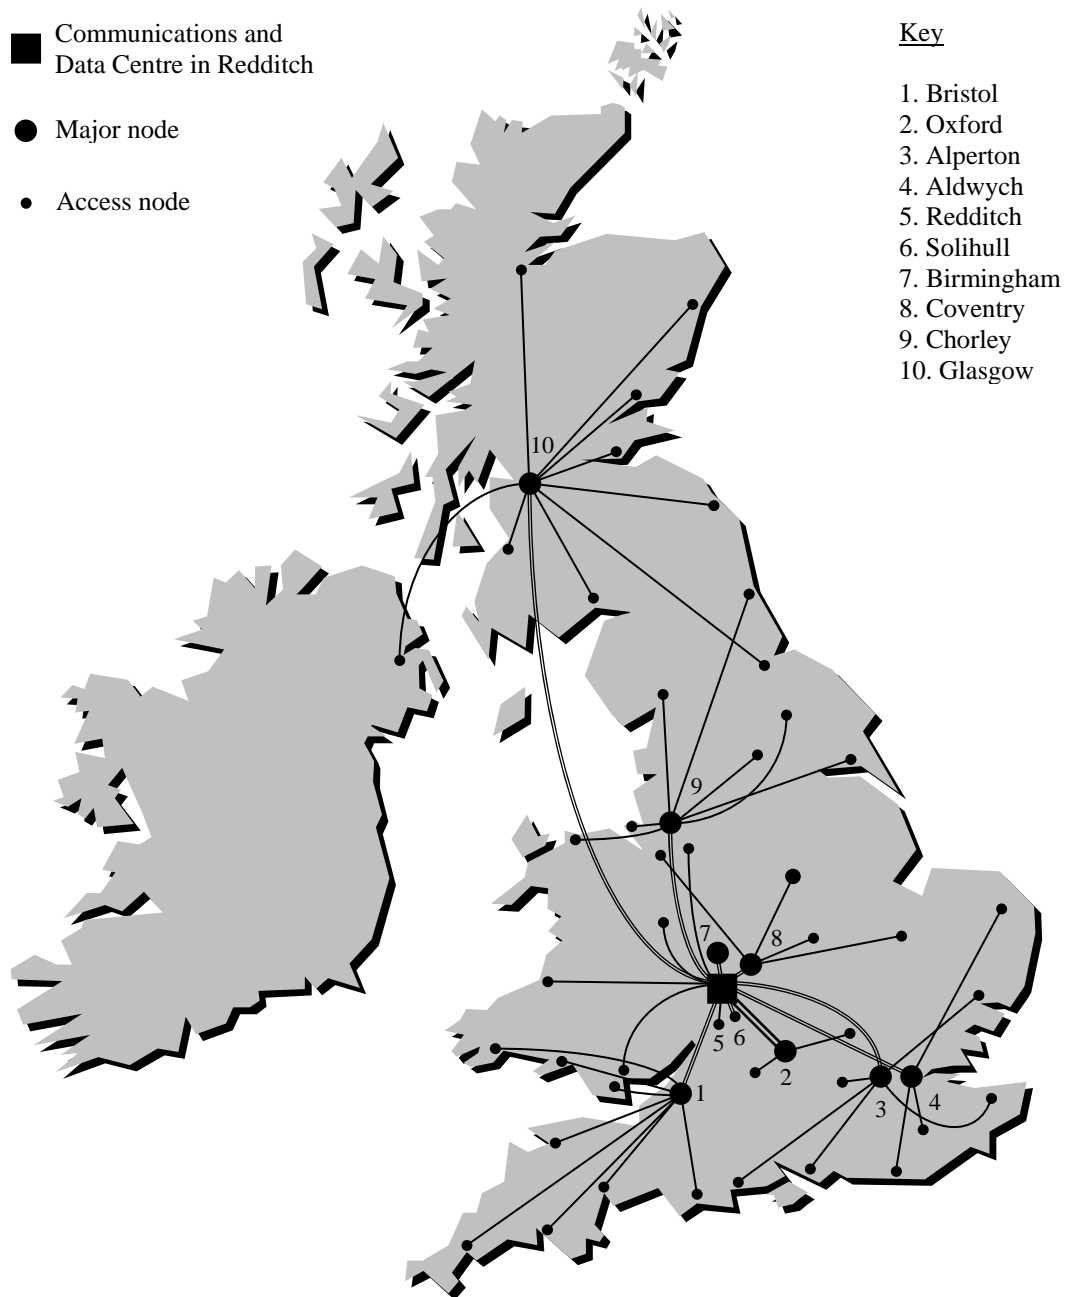 Communications and
Data Centre in Redditch
Major node
Access node
Key
1. Bristol
2. Oxford
3. Alperton
4. Aldwych
5. Redditch
6. Solihull
7. Birmingham
8. Coventry
9. Chorley
10. Glasgow
10
9
7
8
5
6
2
1
3
4